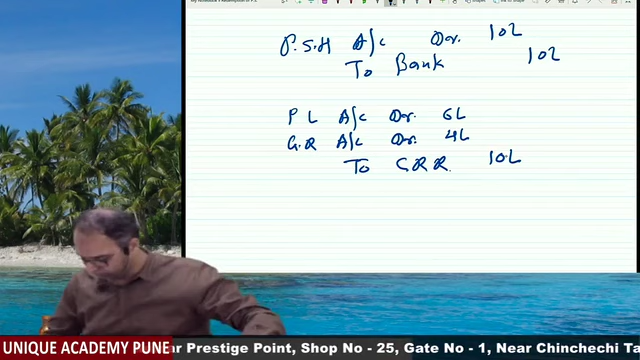 P.S.H A/c Dr. 10L
To Bank 10L
P L A/c Dr. 6L
G.R A/c Dr. 4L
To CRR. 10L
UNIQUE ACADEMY PUNE
ar Prestige Point, Shop No - 25, Gate No - 1, Near Chinchechi Ta